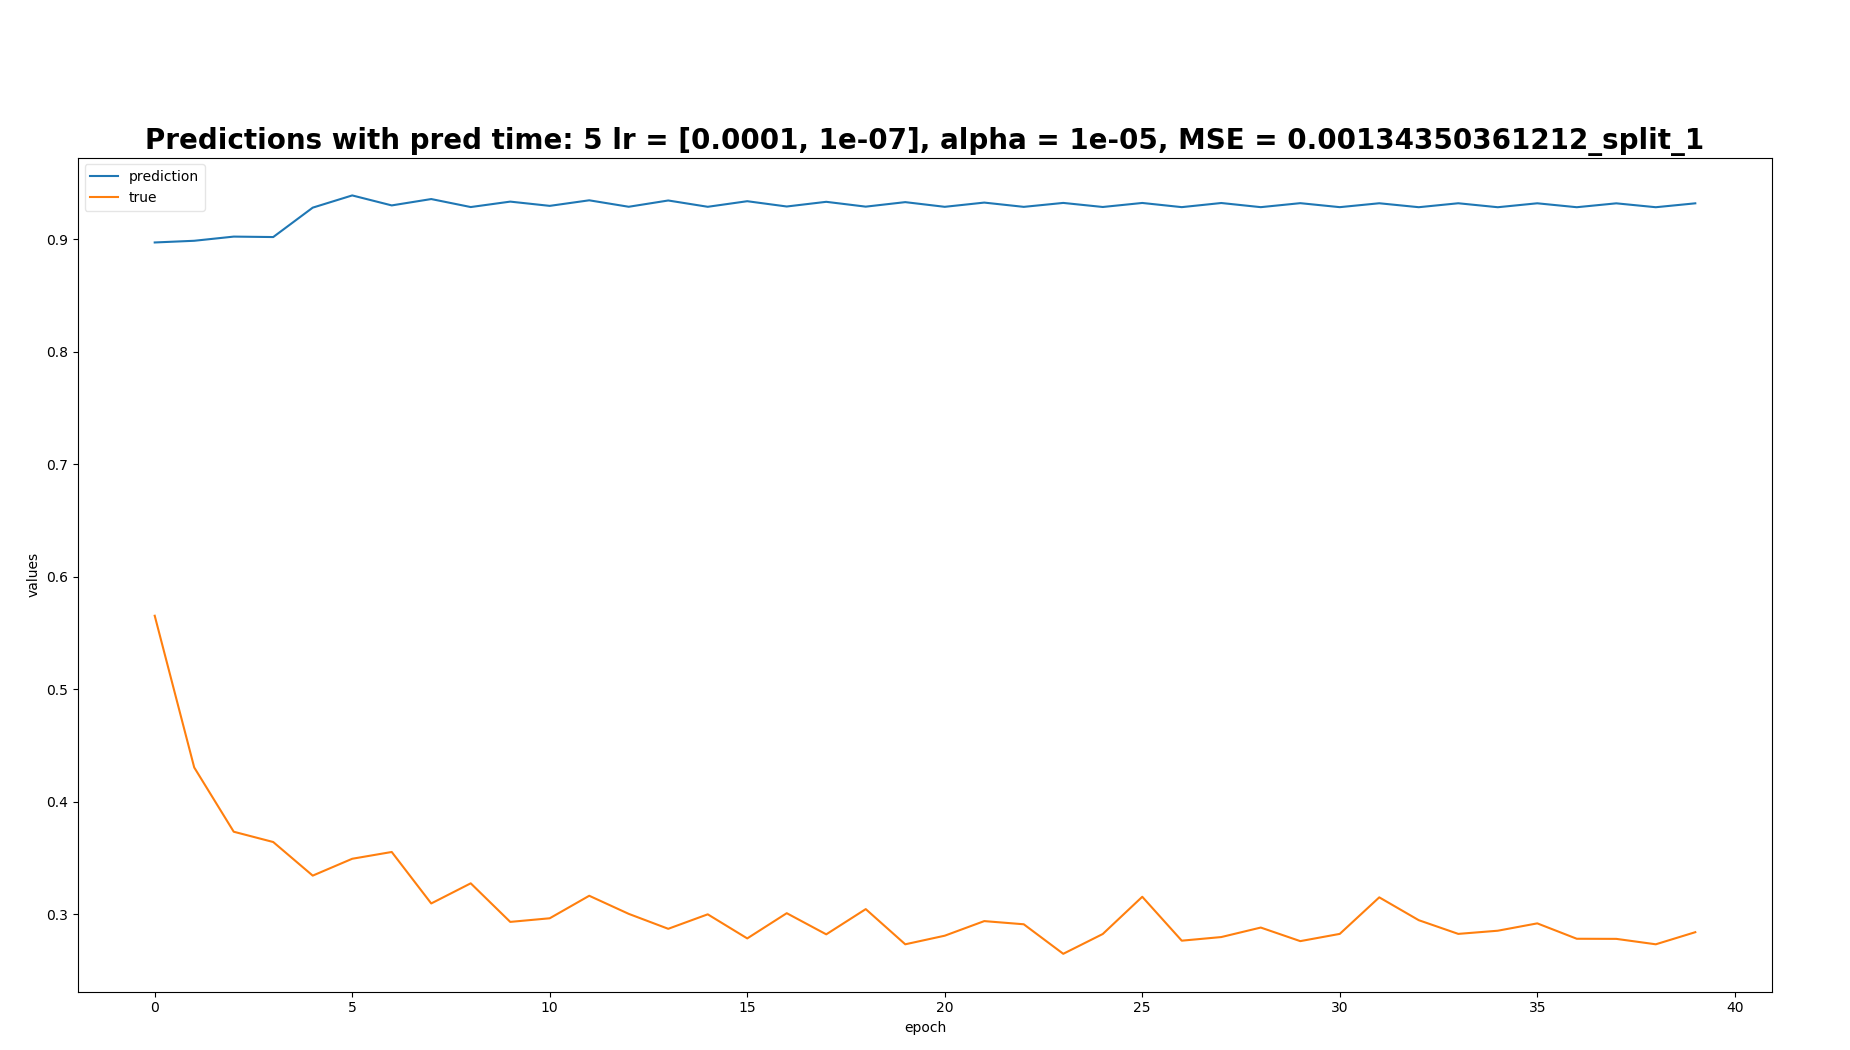 Predictions with pred time: 5 lr = [0.0001, 1e-07], alpha = 1e-05, MSE = 0.00134350361212_split_1
prediction
true
values
0.9
0.8
0.7
0.6
0.5
0.4
0.3
0 5 10 15 20 25 30 35 40
epoch